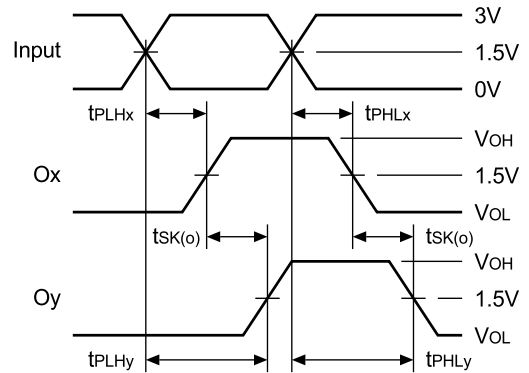 3V
Input
1.5V
0V
tPLHx
tPHLx
VOH
Ox
1.5V
VOL
tSK(o)
tSK(o)
VOH
Oy
1.5V
VOL
tPLHy
tPHLy